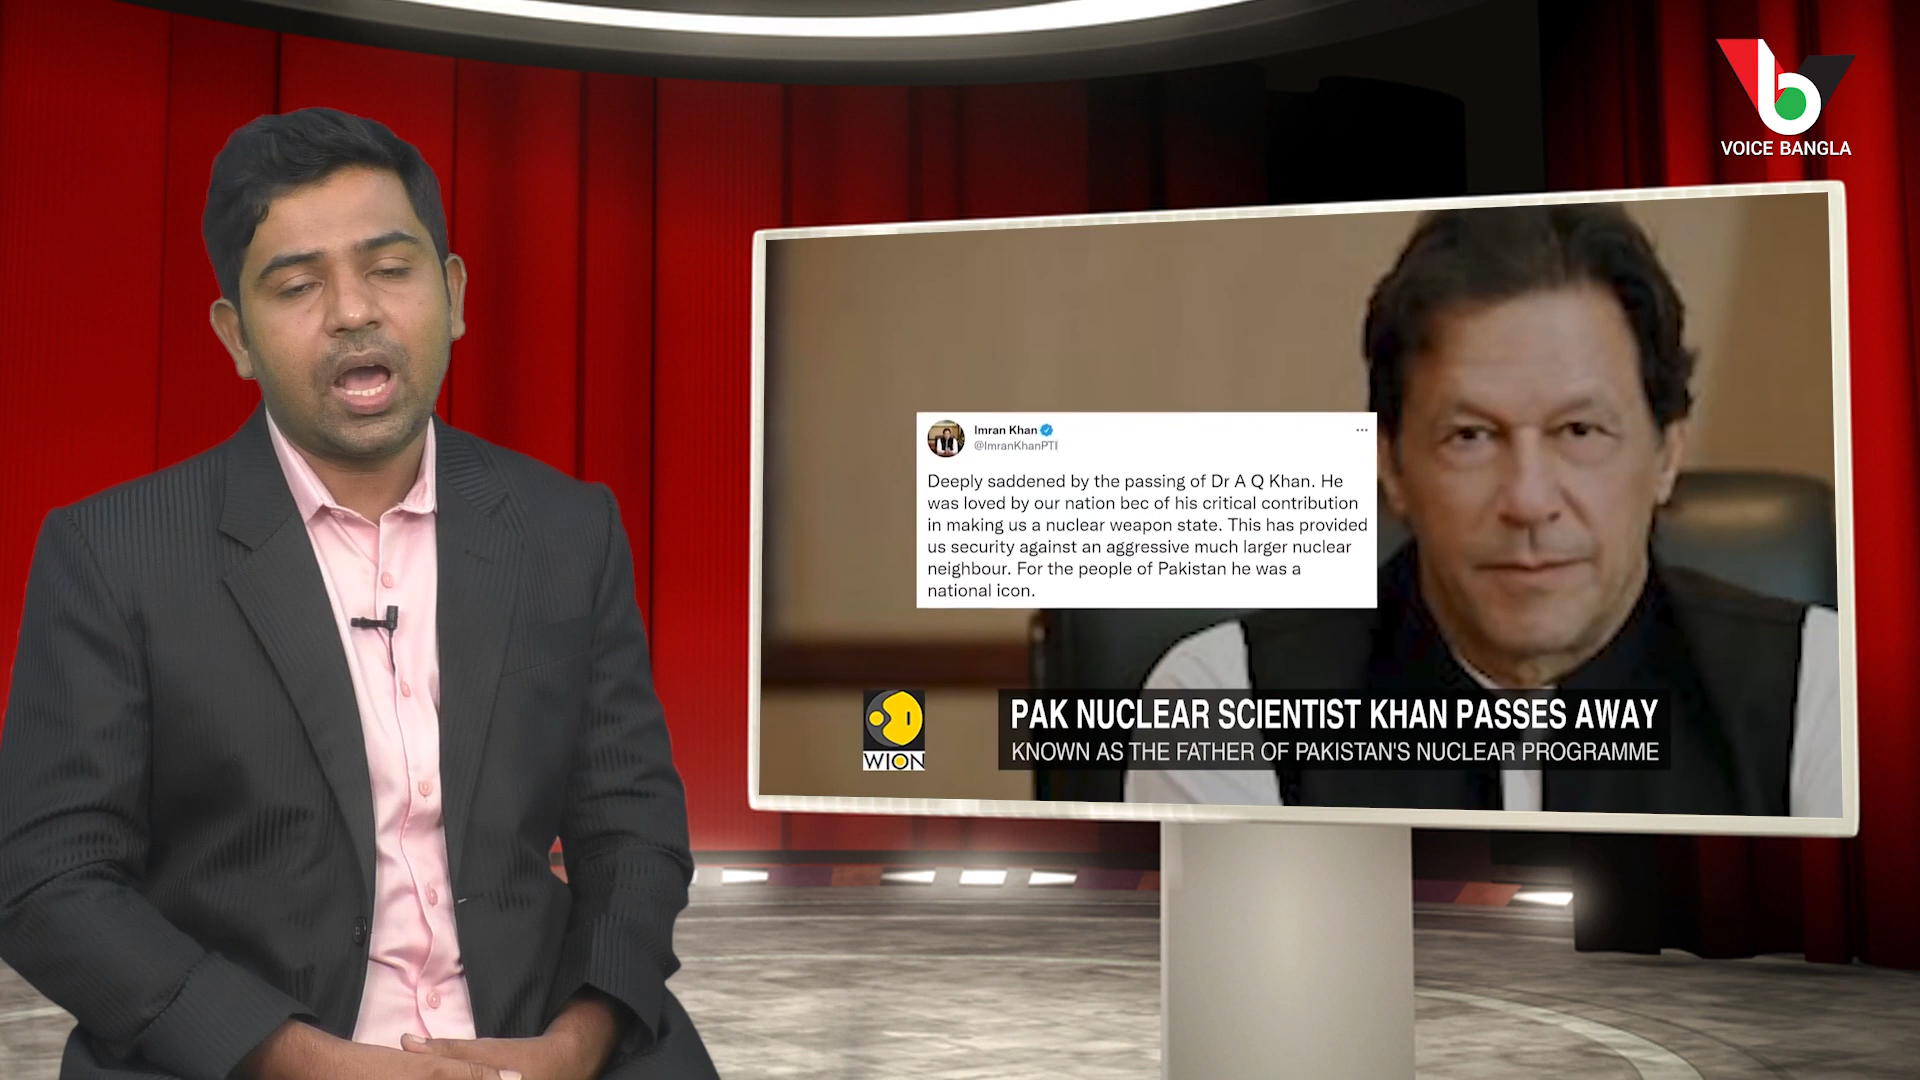 VOICE BANGLA
Imran Khan
@ImranKhanPTI
Deeply saddened by the passing of Dr A Q Khan. He
was loved by our nation bec of his critical contribution
in making us a nuclear weapon state. This has provided
us security against an aggressive much larger nuclear
neighbour. For the people of Pakistan he was a
national icon.
WION
PAK NUCLEAR SCIENTIST KHAN PASSES AWAY
KNOWN AS THE FATHER OF PAKISTAN'S NUCLEAR PROGRAMME